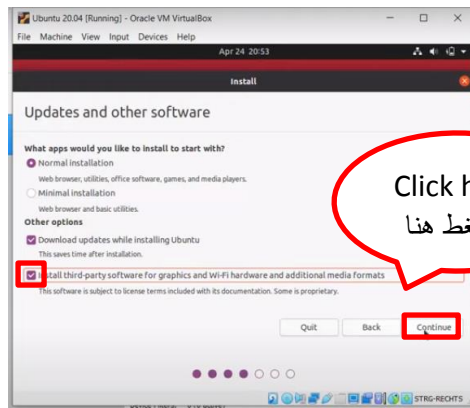 Ubuntu 20.04 [Running] - Oracle VM VirtualBox
File Machine View Input Devices Help
Apr 24 20:53
Install
Updates and other software
What apps would you like to install to start with?
Normal installation
Web browser, utilities, office software, games, and media players.
Minimal installation
Web browser and basic utilities.
Other options
Download updates while installing Ubuntu
This saves time after installation.
Install third-party software for graphics and Wi-Fi hardware and additional media formats
This software is subject to license terms included with its documentation. Some is proprietary.
Click
هنا
Quit Back Continue
STRG-RECHTS